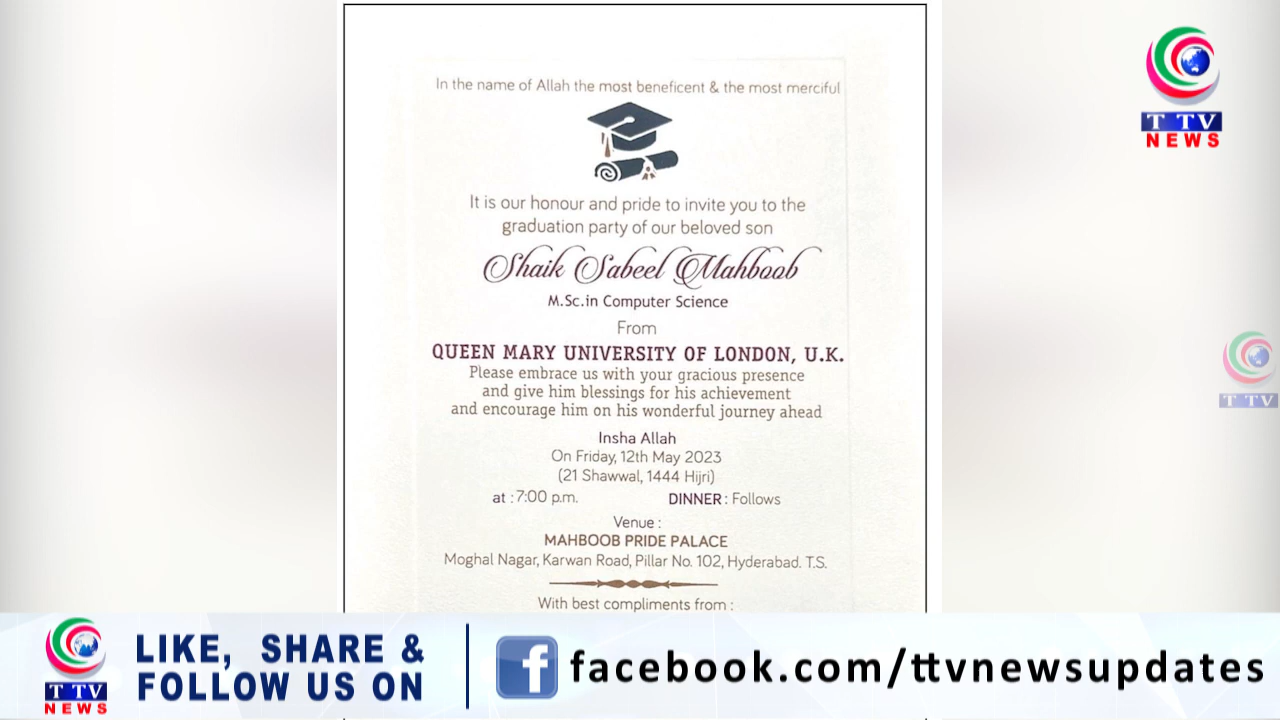 In the name of Allah the most beneficent & the most merciful
It is our honour and pride to invite you to the
graduation party of our beloved son
Shaik Sabeel Mahboob
M.Sc.in Computer Science
From
QUEEN MARY UNIVERSITY OF LONDON, U.K.
Please embrace us with your gracious presence
and give him blessings for his achievement
and encourage him on his wonderful journey ahead
Insha Allah
On Friday, 12th May 2023
(21 Shawwal, 1444 Hijri)
at : 7:00 p.m. DINNER : Follows
Venue :
MAHBOOB PRIDE PALACE
Moghal Nagar, Karwan Road, Pillar No. 102, Hyderabad. T.S.
With best compliments from :
T TV
NEWS
T TV
T TV
NEWS
LIKE, SHARE &
FOLLOW US ON
f facebook.com/ttvnewsupdates